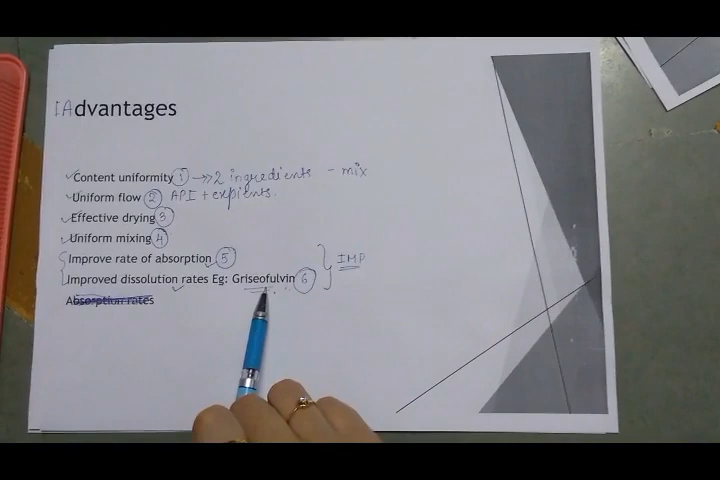 Advantages
Content uniformity 1 → 2 ingredients - mix
Uniform flow 2 API + expients.
Effective drying 3
Uniform mixing 4
Improve rate of absorption 5
Improved dissolution rates Eg: Griseofulvin 6 } IMP
Absorption rates